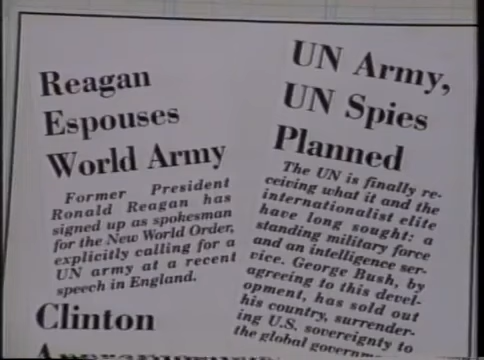 Reagan
Espouses
World Army
Former President
Ronald Reagan has
signed up as spokesman
for the New World Order,
explicitly calling for a
UN army at a recent
speech in England.
Clinton
UN Army,
UN Spies
Planned
The UN is finally re-
ceiving what it and the
internationalist elite
have long sought: a
standing military force
and an intelligence ser-
vice. George Bush, by
agreeing to this devel-
opment, has sold out
his country, surrender-
ing U.S. sovereignty to
the global